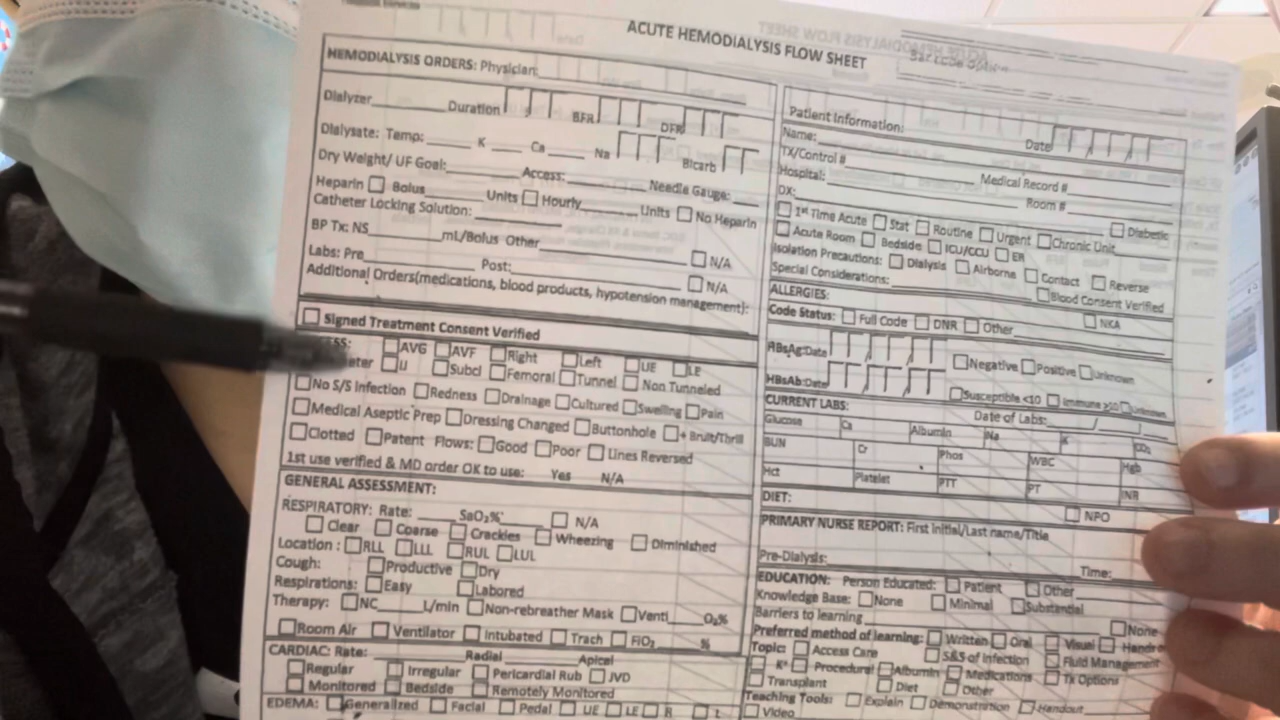 ACUTE HEMODIALYSIS FLOW SHEET
Bar code option
HEMODIALYSIS ORDERS: Physician:
Dialyzer Duration BFR DFR
Dialysate: Temp: K Ca Na Bicarb
Dry Weight/ UF Goal: Access: Needle Gauge:
Heparin Bolus Units Hourly Units No Heparin
Catheter Locking Solution:
BP Tx: NS mL/Bolus Other N/A
Labs: Pre Post: N/A
Additional Orders(medications, blood products, hypotension management):
Signed Treatment Consent Verified
AVG AVF Right Left UE LE
IJ Subcl Femoral Tunnel Non Tunneled
No S/S Infection Redness Drainage Cultured Swelling Pain
Medical Aseptic Prep Dressing Changed Buttonhole + Bruit/Thrill
Clotted Patent Flows: Good Poor Lines Reversed
1st use verified & MD order OK to use: Yes N/A
GENERAL ASSESSMENT:
RESPIRATORY: Rate: SaO₂% N/A
Clear Coarse Crackles Wheezing Diminished
Location : RLL LLL RUL LUL
Cough: Productive Dry
Respirations: Easy Labored
Therapy: NC L/min Non-rebreather Mask Venti O₂%
Room Air Ventilator Intubated Trach FiO₂ %
CARDIAC: Rate: Radial Apical
Regular Irregular Pericardial Rub JVD
Monitored Bedside Remotely Monitored
EDEMA: Generalized Facial Pedal UE LE R L
Patient Information: Date
Name:
TX/Control # Medical Record #
Hospital: Room #
DX:
1st Time Acute Stat Routine Urgent Chronic Unit Diabetic
Acute Room Bedside ICU/CCU ER
Isolation Precautions: Dialysis Airborne Contact Reverse
Special Considerations: Blood Consent Verified
ALLERGIES: NKA
Code Status: Full Code DNR Other
HBsAg:Date Negative Positive Unknown
HBsAb:Date Susceptible <10 Immune >10 Unknown
CURRENT LABS: Date of Labs: / /
Glucose Ca Albumin Na K CO₂
BUN Cr Phos WBC Hgb
Hct Platelet PTT PT INR
DIET: NPO
PRIMARY NURSE REPORT: First initial/Last name/Title
Pre-Dialysis: Time:
EDUCATION: Person Educated: Patient Other
Knowledge Base: None Minimal Substantial
Barriers to learning None
Preferred method of learning: Written Oral Visual
Topic: Access Care S&S of Infection Fluid Management
K⁺ Procedural Albumin Medications Tx Options
Transplant Diet Other
Teaching Tools: Explain Demonstration Handout
Video